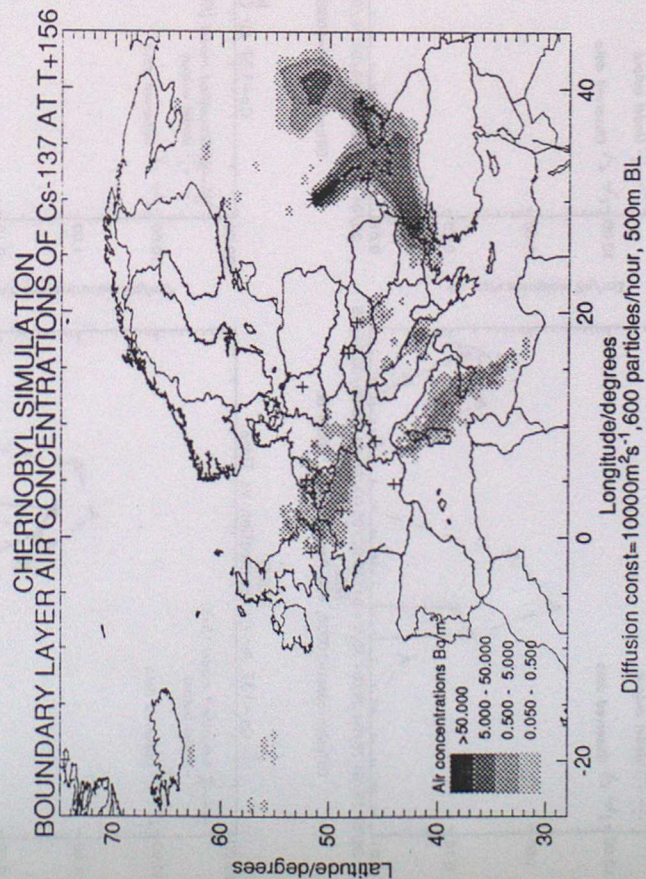 CHERNOBYL SIMULATION
BOUNDARY LAYER AIR CONCENTRATIONS OF Cs-137 AT T+156
Latitude/degrees
70
60
50
40
30
Air concentrations Bq/m³
>50.000
5.000 - 50.000
0.500 - 5.000
0.050 - 0.500
-20
0
20
40
Longitude/degrees
Diffusion const=10000m²s⁻¹,600 particles/hour, 500m BL